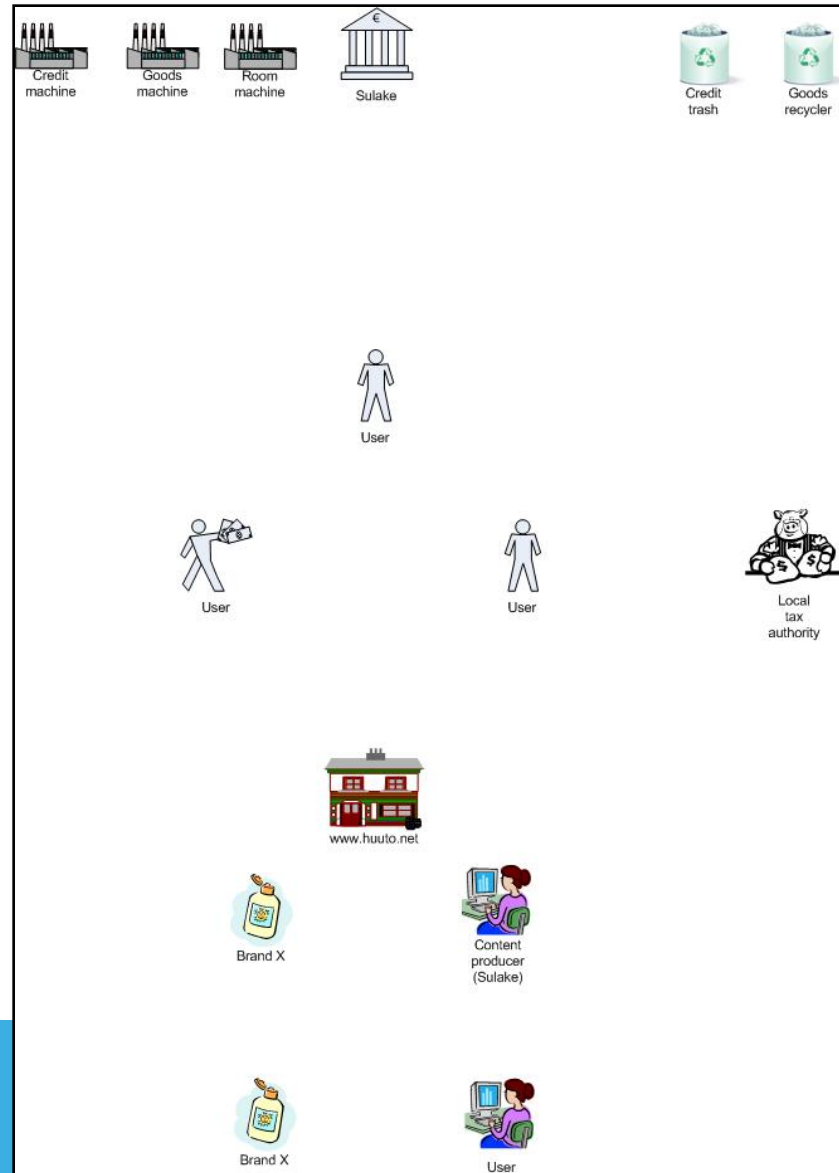 €
Credit
machine
Goods
machine
Room
machine
Sulake
Credit
trash
Goods
recycler
User
User
User
$ $
Local
tax
authority
www.huuto.net
Brand X
Content
producer
(Sulake)
Brand X
User